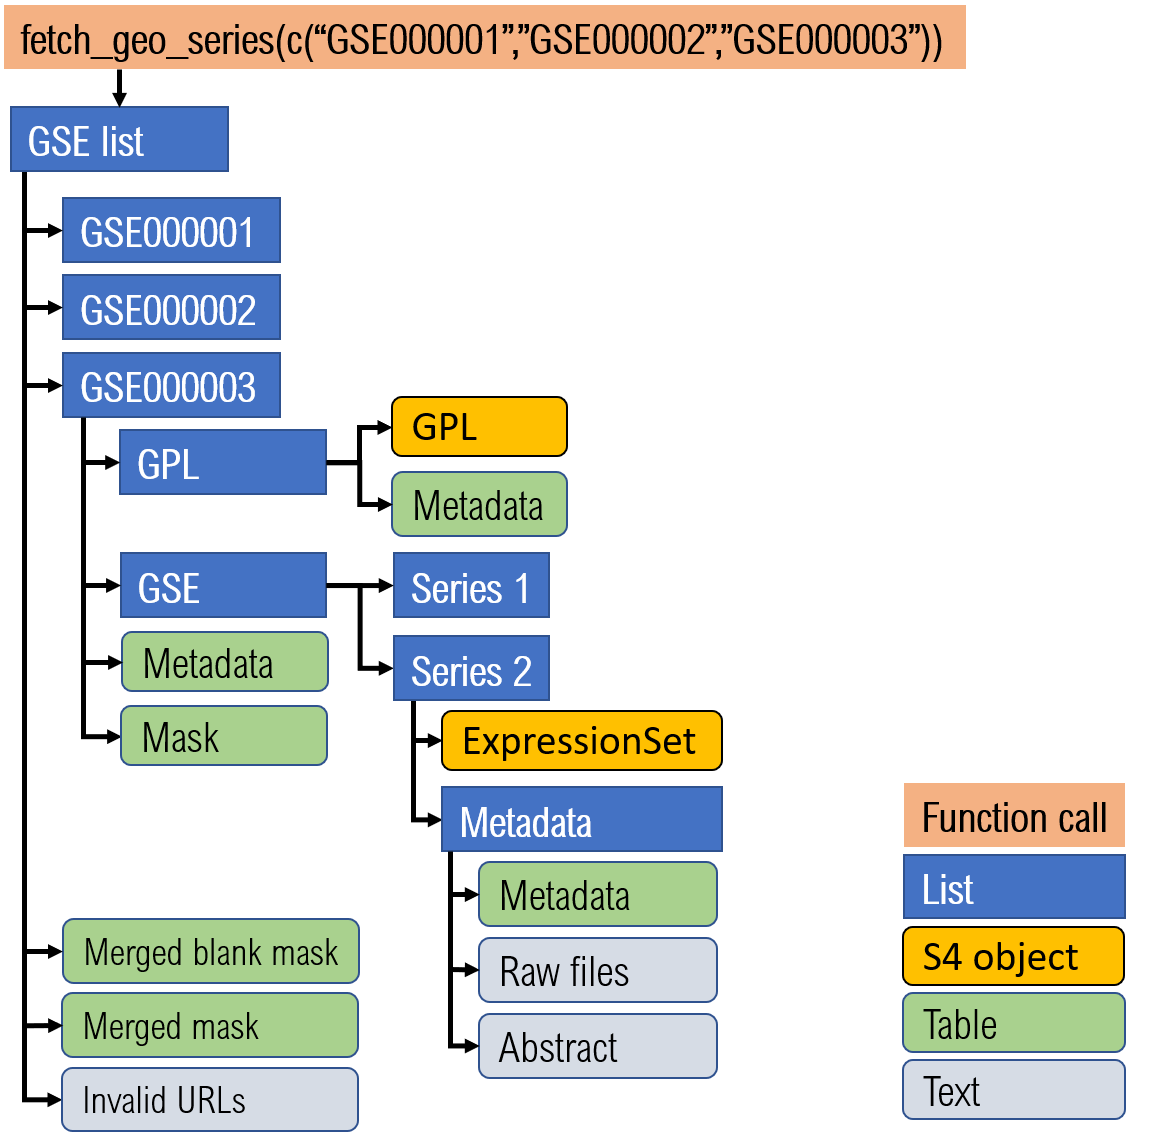 fetch_geo_series(c(“GSE000001”,”GSE000002”,”GSE000003”))
GSE list
GSE000001
GSE000002
GSE000003
GPL
GPL
Metadata
GSE
Series 1
Series 2
Metadata
Mask
ExpressionSet
Metadata
Metadata
Raw files
Abstract
Merged blank mask
Merged mask
Invalid URLs
Function call
List
S4 object
Table
Text